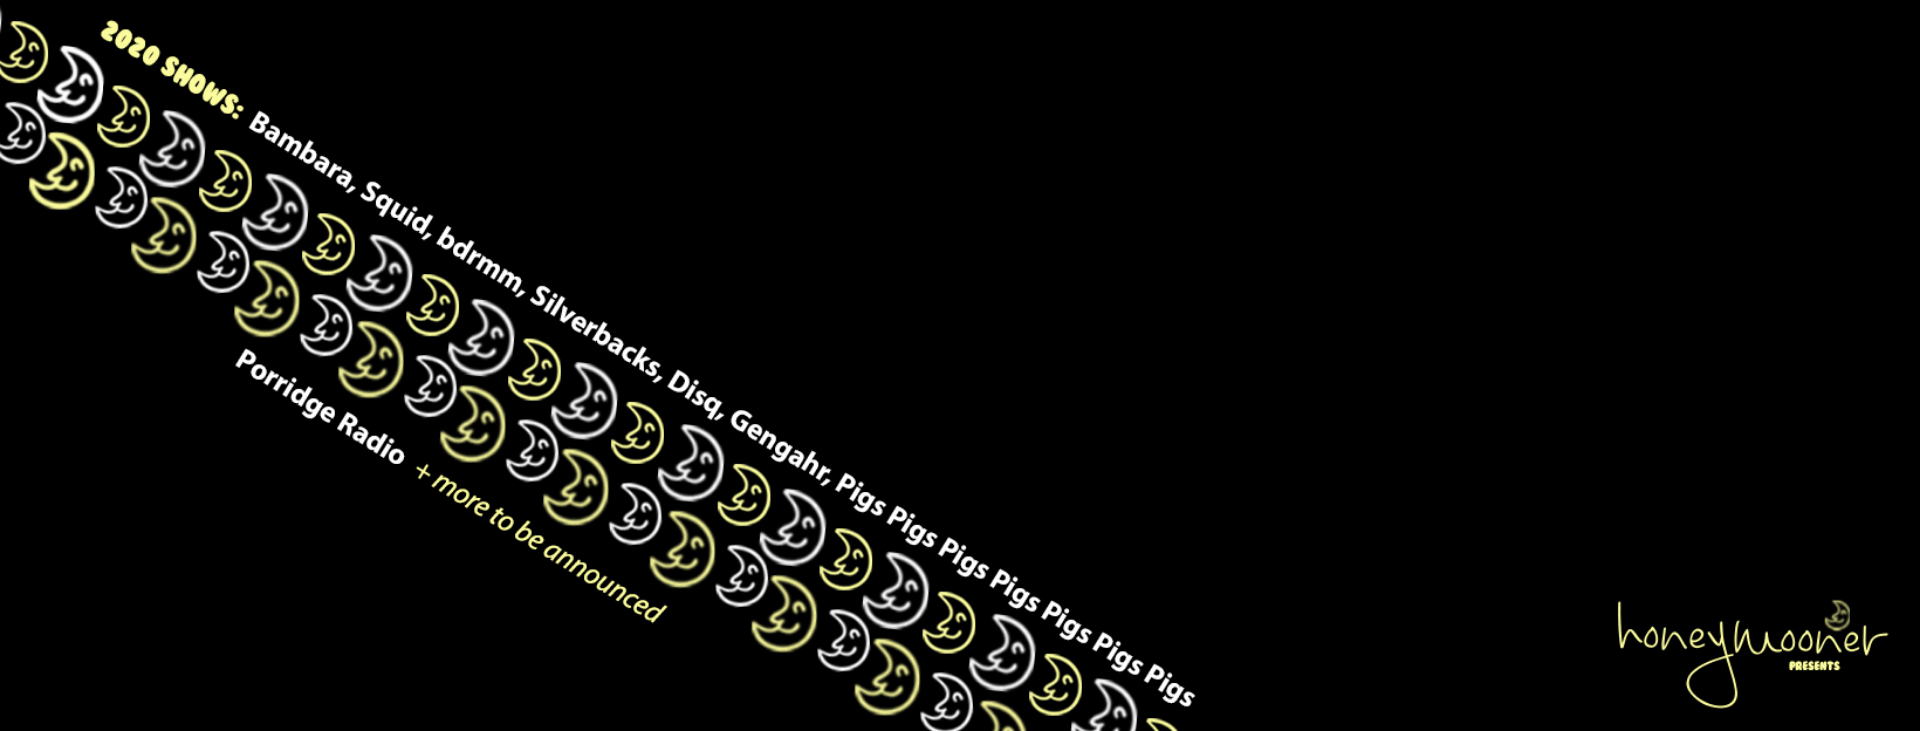 2020 SHOWS: Bambara, Squid, bdrmm, Silverbacks, Disq, Gengahr, Pigs Pigs Pigs Pigs Pigs Pigs Pigs
Porridge Radio + more to be announced
honeymooner
PRESENTS